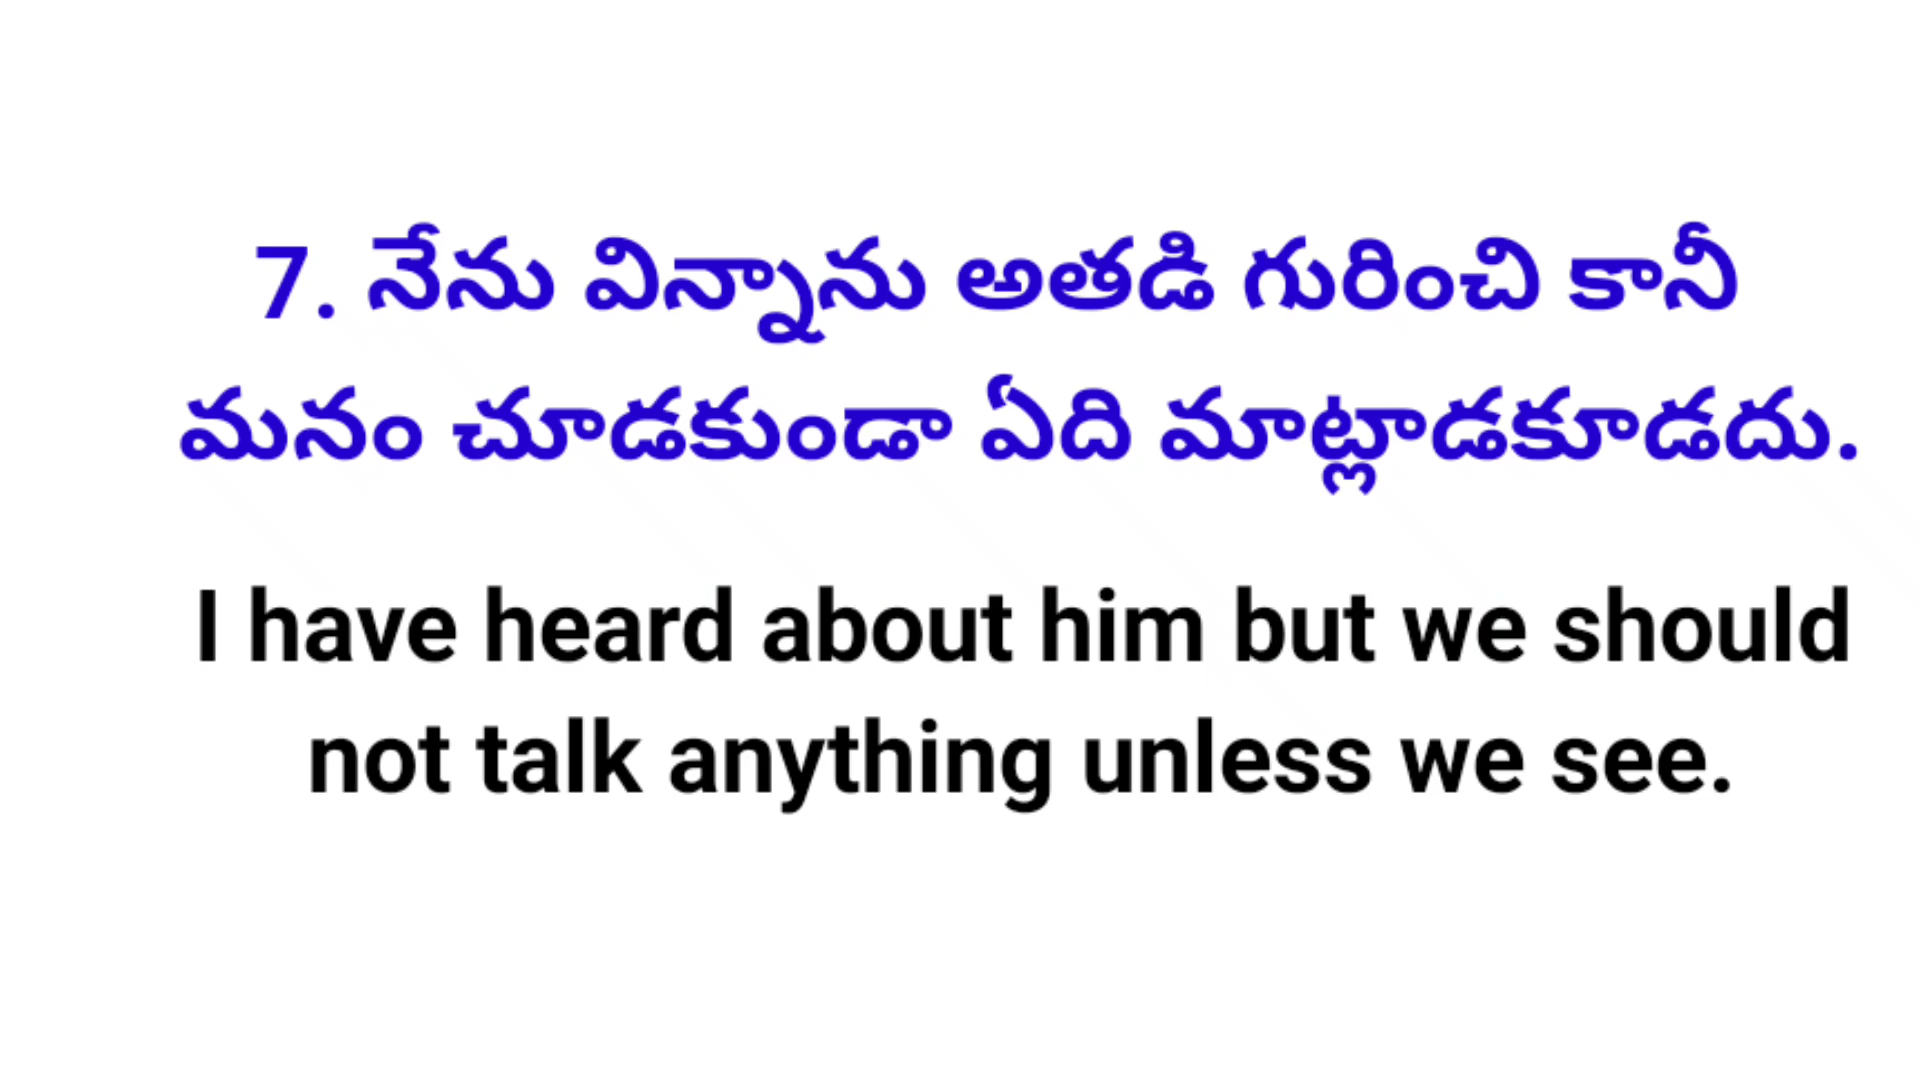 7. నేను విన్నాను అతడి గురించి కానీ
మనం చూడకుండా ఏది మాట్లాడకూడదు.
I have heard about him but we should
not talk anything unless we see.